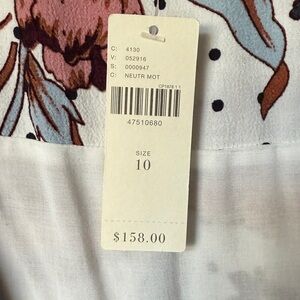 C: 4130
V: 052916
S: 0000947
C: NEUTR MOT
47510680
SIZE
10
$158.00